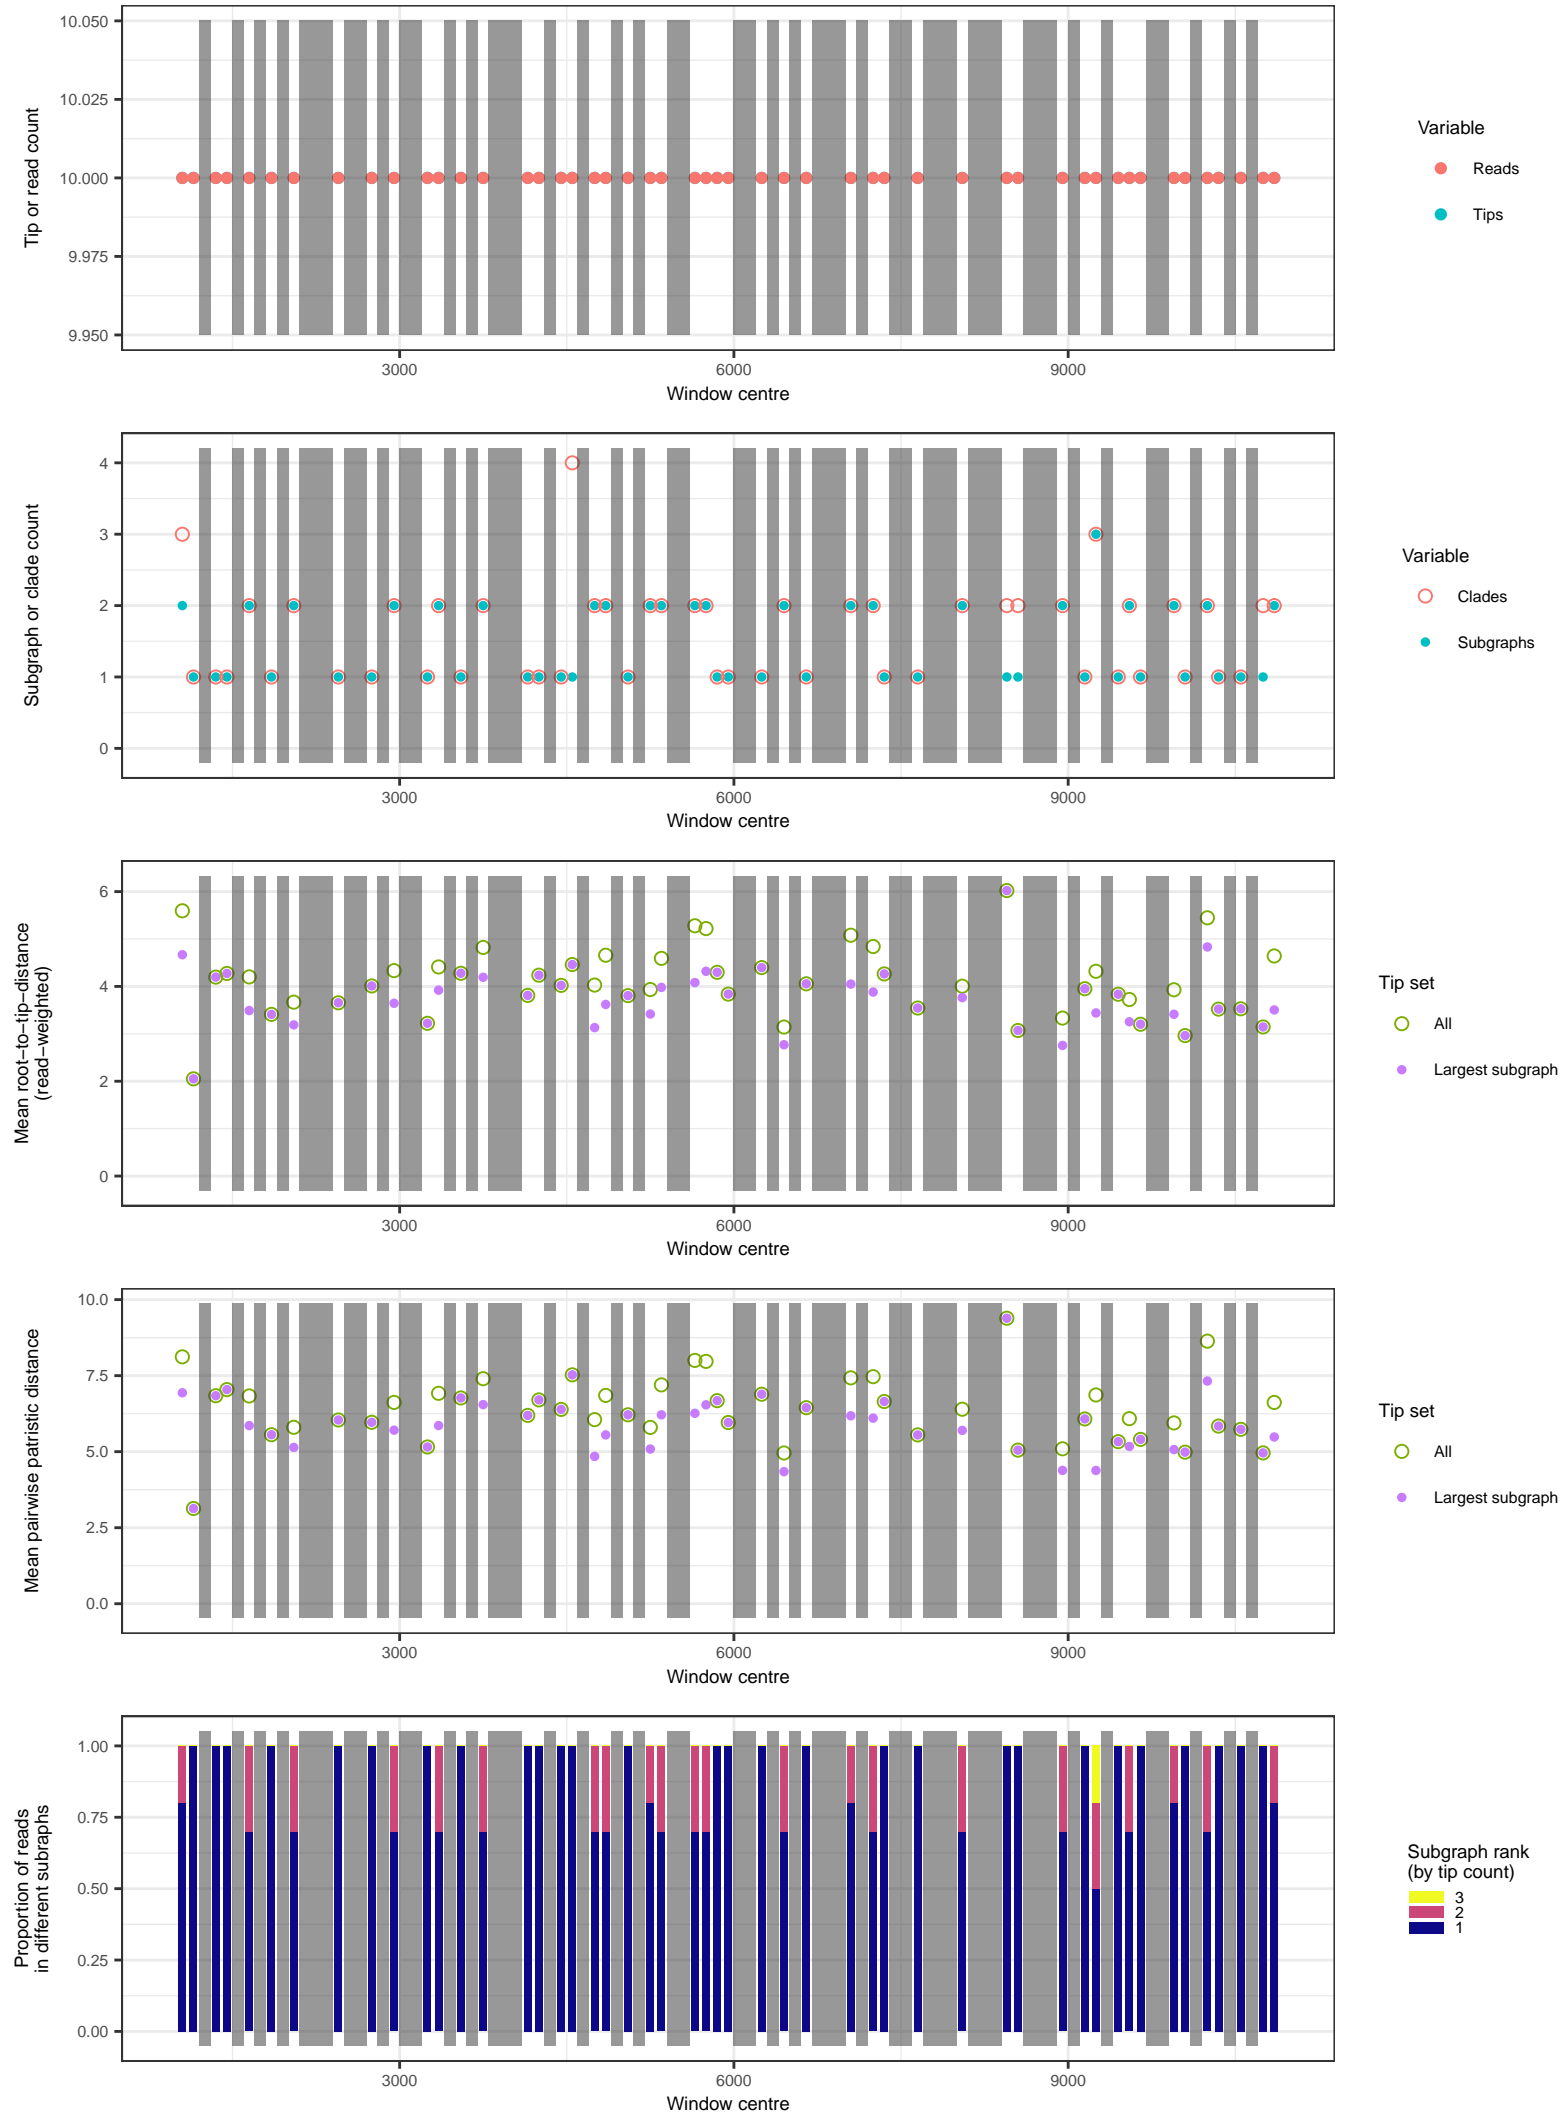 10.050
10.025
10.000
9.975
9.950
Tip or read count
3000 6000 9000
Window centre
Variable
Reads
Tips
4
3
2
1
0
Subgraph or clade count
3000 6000 9000
Window centre
Variable
Clades
Subgraphs
6
4
2
0
Mean root−to−tip−distance
(read−weighted)
3000 6000 9000
Window centre
Tip set
All
Largest subgraph
10.0
7.5
5.0
2.5
0.0
Mean pairwise patristic distance
3000 6000 9000
Window centre
Tip set
All
Largest subgraph
1.00
0.75
0.50
0.25
0.00
Proportion of reads
in different subraphs
3000 6000 9000
Window centre
Subgraph rank
(by tip count)
3
2
1